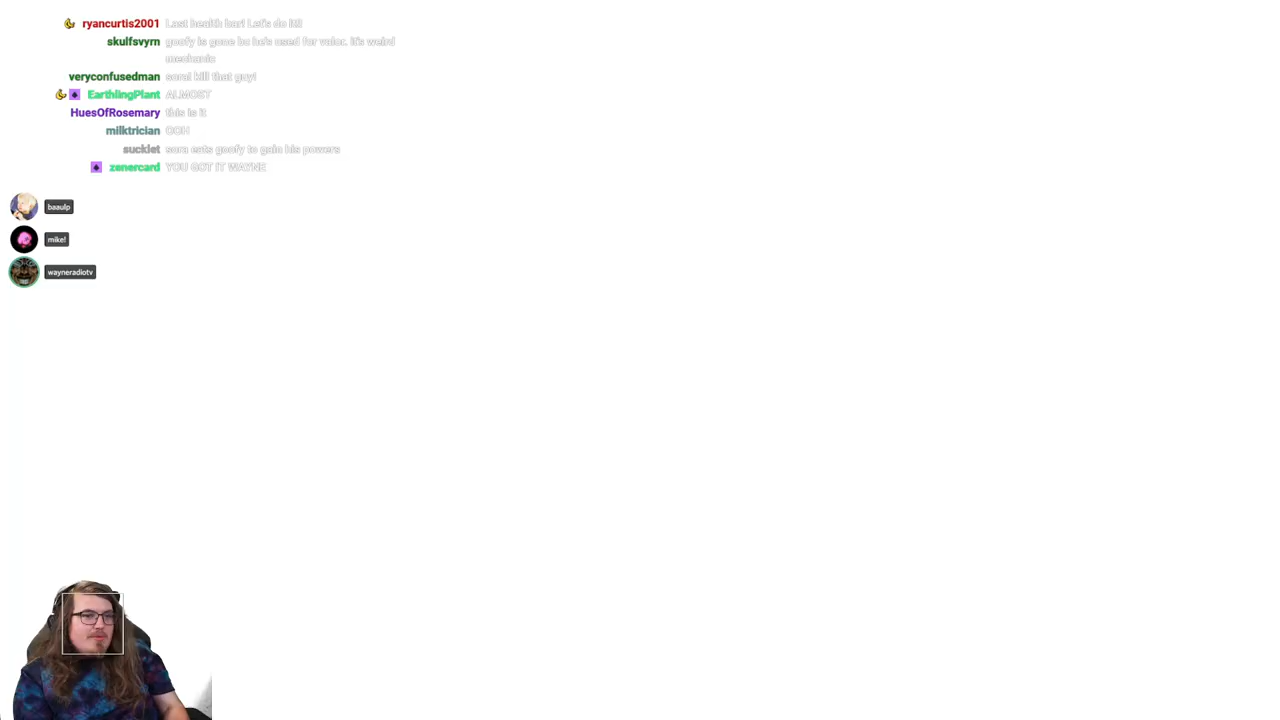 ryancurtis2001 Last health bar! Let's do it!!
skulfsvyrn goofy is gone bc he's used for valor. it's weird
mechanic
veryconfusedman sora! kill that guy!
EarthlingPlant ALMOST
HuesOfRosemary this is it
milktrician OOH
sucklet sora eats goofy to gain his powers
zenercard YOU GOT IT WAYNE
baaulp
mike!
wayneradiotv